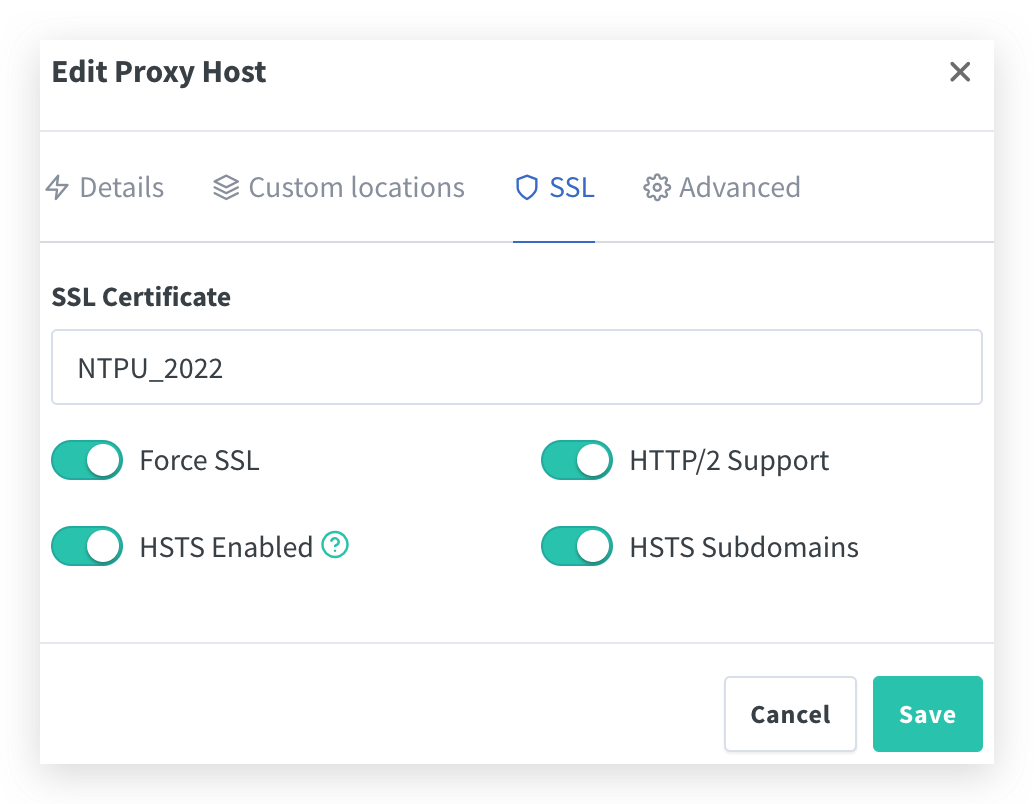 Edit Proxy Host
Details Custom locations SSL Advanced
SSL Certificate
NTPU_2022
Force SSL HTTP/2 Support
HSTS Enabled ? HSTS Subdomains
Cancel Save